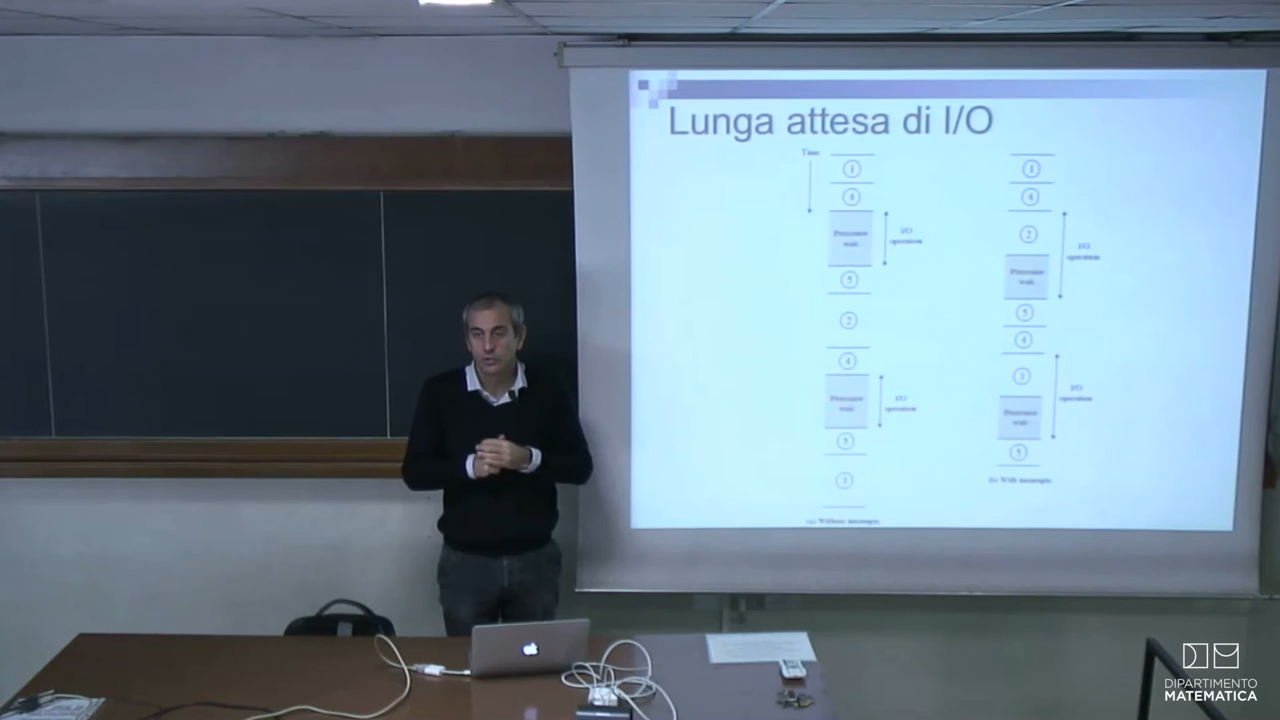 Lunga attesa di I/O
Time
1
4
Processor
wait
I/O
operation
5
2
4
Processor
wait
I/O
operation
5
3
(a) Without interrupts
1
4
2
I/O
operation
Processor
wait
5
4
3
I/O
operation
Processor
wait
5
(b) With interrupts
DIPARTIMENTO
MATEMATICA